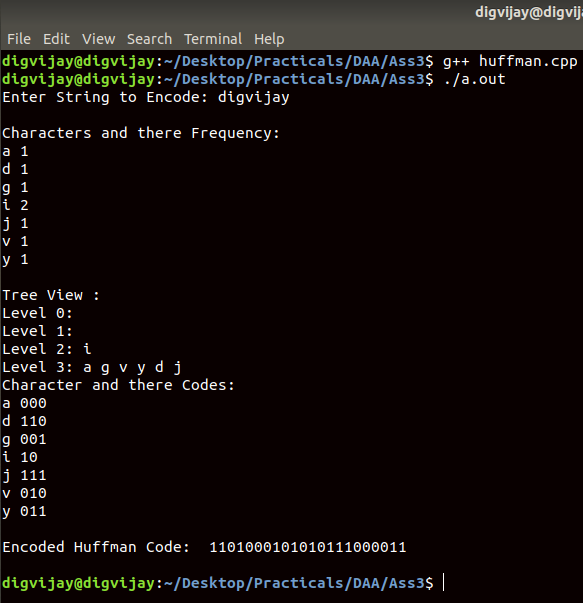 digvijay@digvija
File Edit View Search Terminal Help
digvijay@digvijay:~/Desktop/Practicals/DAA/Ass3$ g++ huffman.cpp
digvijay@digvijay:~/Desktop/Practicals/DAA/Ass3$ ./a.out
Enter String to Encode: digvijay
Characters and there Frequency:
a 1
d 1
g 1
i 2
j 1
v 1
y 1
Tree View :
Level 0:
Level 1:
Level 2: i
Level 3: a g v y d j
Character and there Codes:
a 000
d 110
g 001
i 10
j 111
v 010
y 011
Encoded Huffman Code:  1101000101010111000011
digvijay@digvijay:~/Desktop/Practicals/DAA/Ass3$